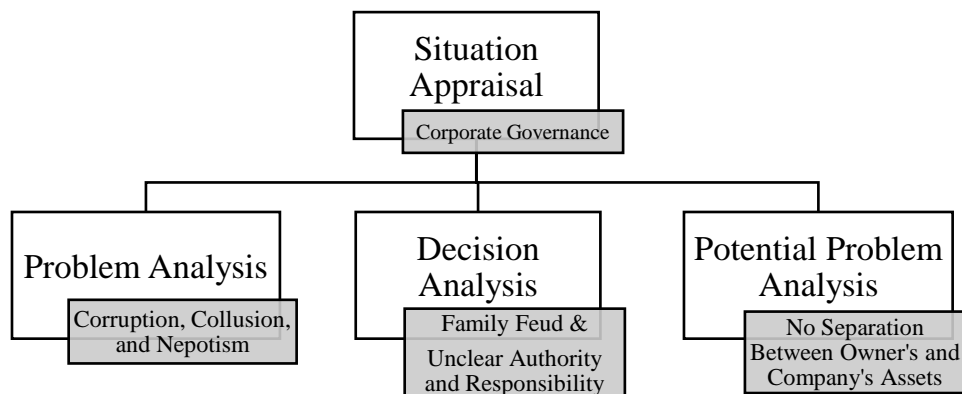 Situation
Appraisal
Corporate Governance
Problem Analysis
Corruption, Collusion,
and Nepotism
Decision
Analysis
Family Feud &
Unclear Authority
and Responsibility
Potential Problem
Analysis
No Separation
Between Owner's and
Company's Assets